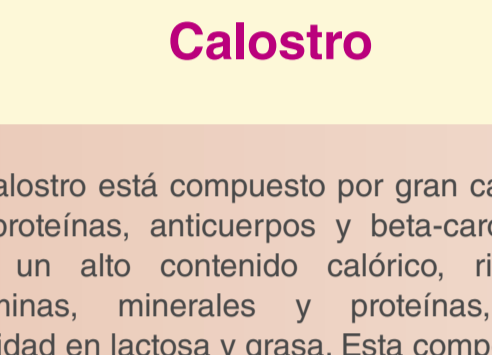 Calostro
alostro está compuesto por gran ca
proteínas, anticuerpos y beta-caro
un alto contenido calórico, ri
minas, minerales y proteínas,
idad en lactosa y grasa. Esta comp